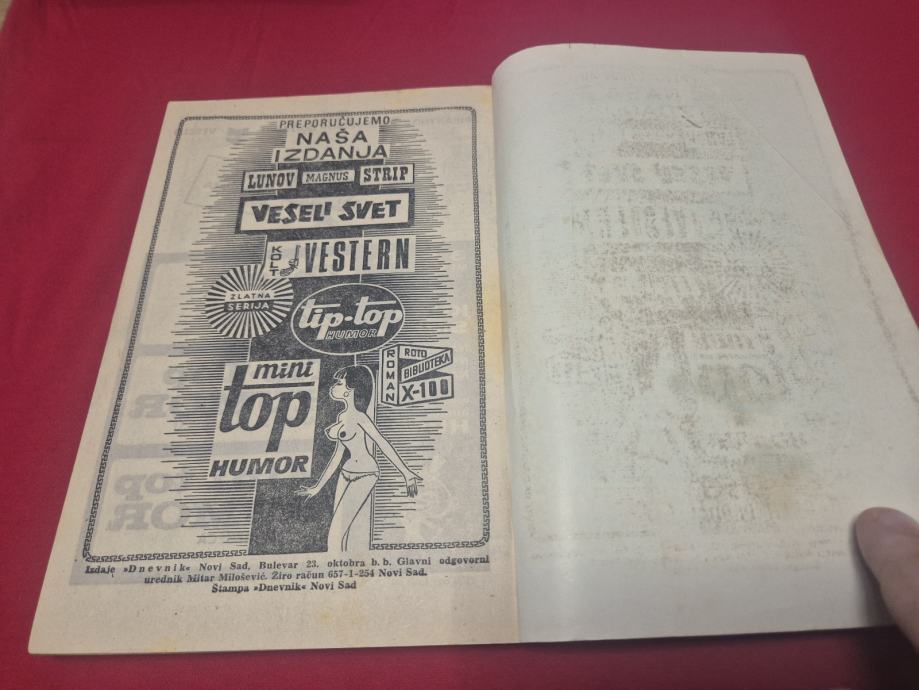 PREPORUČUJEMO
NAŠA
IZDANJA
LUNOV MAGNUS STRIP
VESELI SVET
KOLT VESTERN
ZLATNA
SERIJA
tip-top
HUMOR
ROMAN
ROTO
BIBLIOTEKA
X-100
mini
top
HUMOR
Izdaje »Dnevnik« Novi Sad, Bulevar 23. oktobra b. b. Glavni odgovorni
urednik Mitar Milošević. Žiro račun 657-1-254 Novi Sad.
Štampa »Dnevnik« Novi Sad